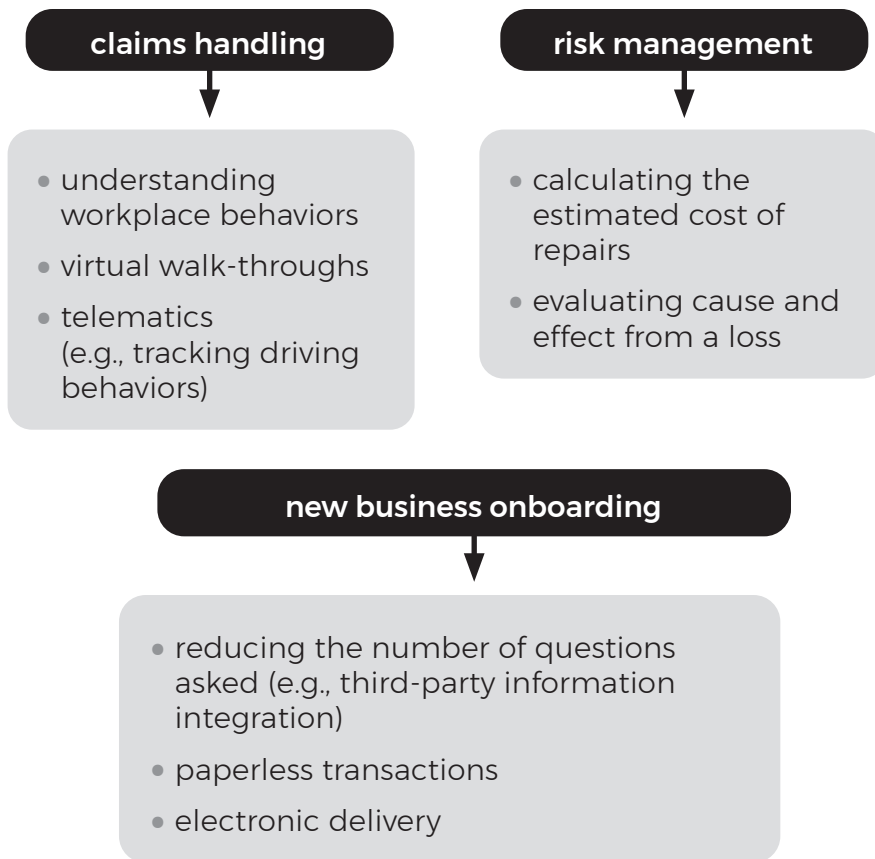 claims handling
• understanding
workplace behaviors
• virtual walk-throughs
• telematics
(e.g., tracking driving
behaviors)
risk management
• calculating the
estimated cost of
repairs
• evaluating cause and
effect from a loss
new business onboarding
• reducing the number of questions
asked (e.g., third-party information
integration)
• paperless transactions
• electronic delivery